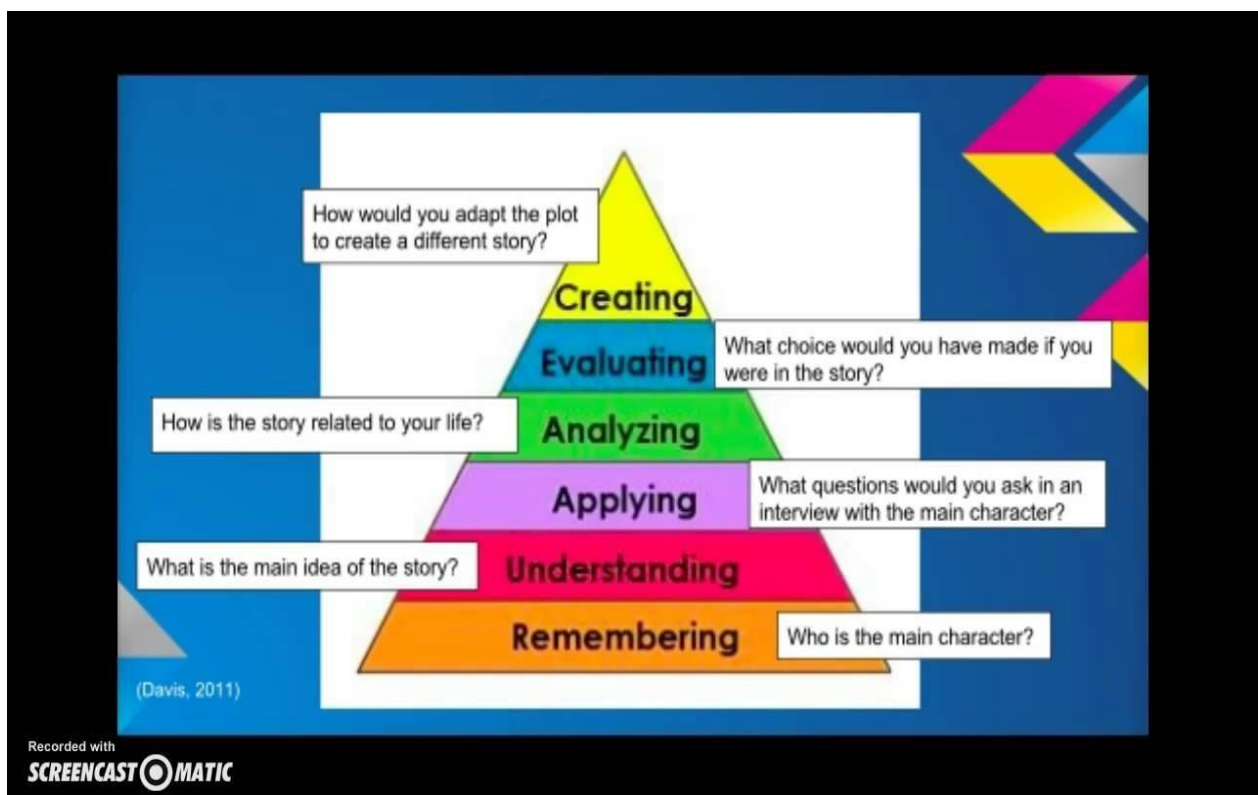 How would you adapt the plot
to create a different story?
Creating
Evaluating
What choice would you have made if you
were in the story?
How is the story related to your life?
Analyzing
Applying
What questions would you ask in an
interview with the main character?
What is the main idea of the story?
Understanding
Remembering
Who is the main character?
(Davis, 2011)
Recorded with
SCREENCAST MATIC